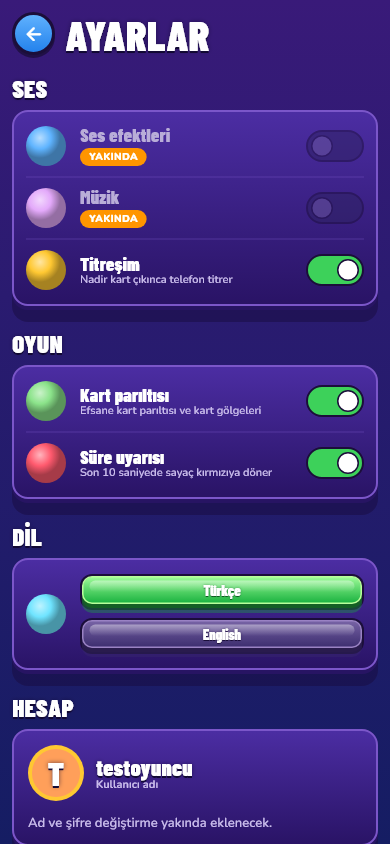 AYARLAR
SES
Ses efektleri
YAKINDA
Müzik
YAKINDA
Titreşim
Nadir kart çıkınca telefon titrer
OYUN
Kart parıltısı
Efsane kart parıltısı ve kart gölgeleri
Süre uyarısı
Son 10 saniyede sayaç kırmızıya döner
DİL
Türkçe
English
HESAP
T
testoyuncu
Kullanıcı adı
Ad ve şifre değiştirme yakında eklenecek.